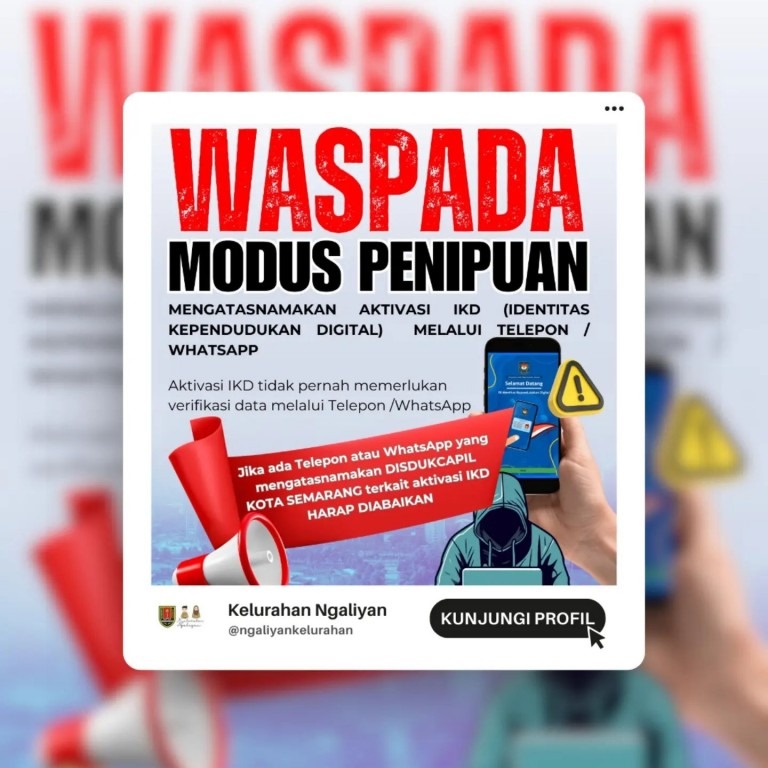 WASPADA
MODUS PENIPUAN
MENGATASNAMAKAN AKTIVASI IKD (IDENTITAS
KEPENDUDUKAN DIGITAL) MELALUI TELEPON /
WHATSAPP
Aktivasi IKD tidak pernah memerlukan
verifikasi data melalui Telepon /WhatsApp
Selamat Datang
Jika ada Telepon atau WhatsApp yang
mengatasnamakan DISDUKCAPIL
KOTA SEMARANG terkait aktivasi IKD
HARAP DIABAIKAN
Kelurahan Ngaliyan
@ngaliyankelurahan
KUNJUNGI PROFIL